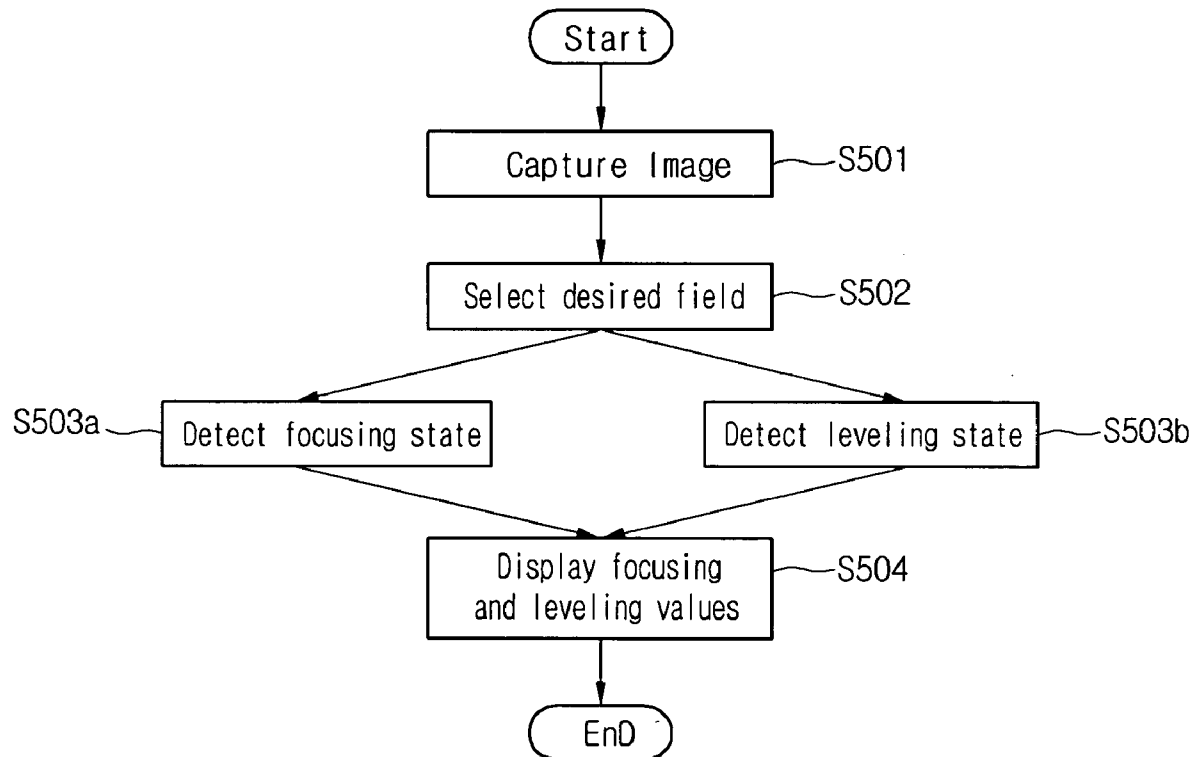 Start
Capture Image
S501
Select desired field
S502
S503a
Detect focusing state
Detect leveling state
S503b
Display focusing
and leveling values
S504
EnD